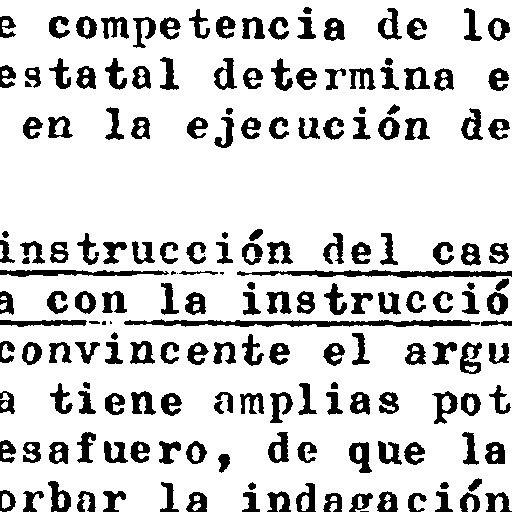 e competencia de lo
estatal determina e
en la ejecución de
instrucción del cas
a con la instrucció
convincente el argu
a tiene amplias pot
esafuero, de que la
orbar la indagación